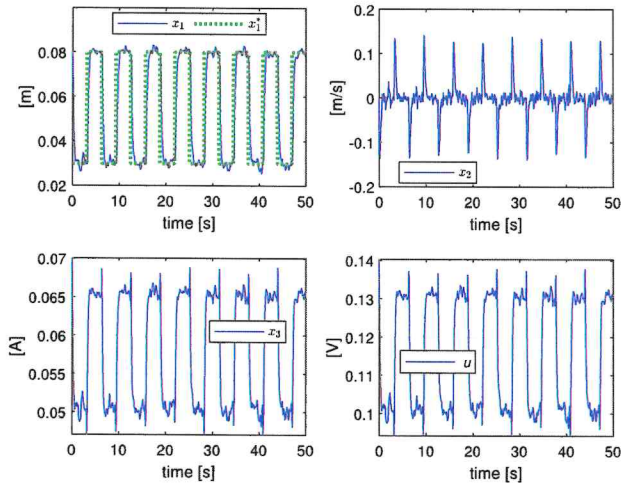 x₁ x₁*
0.08
0.06
0.04
0.02
[m]
0 10 20 30 40 50
time [s]
0.2
0.1
0
-0.1
-0.2
[m/s]
x₂
0 10 20 30 40 50
time [s]
0.07
0.065
0.06
0.055
0.05
[A]
x₃
0 10 20 30 40 50
time [s]
0.14
0.13
0.12
0.11
0.1
[V]
u
0 10 20 30 40 50
time [s]